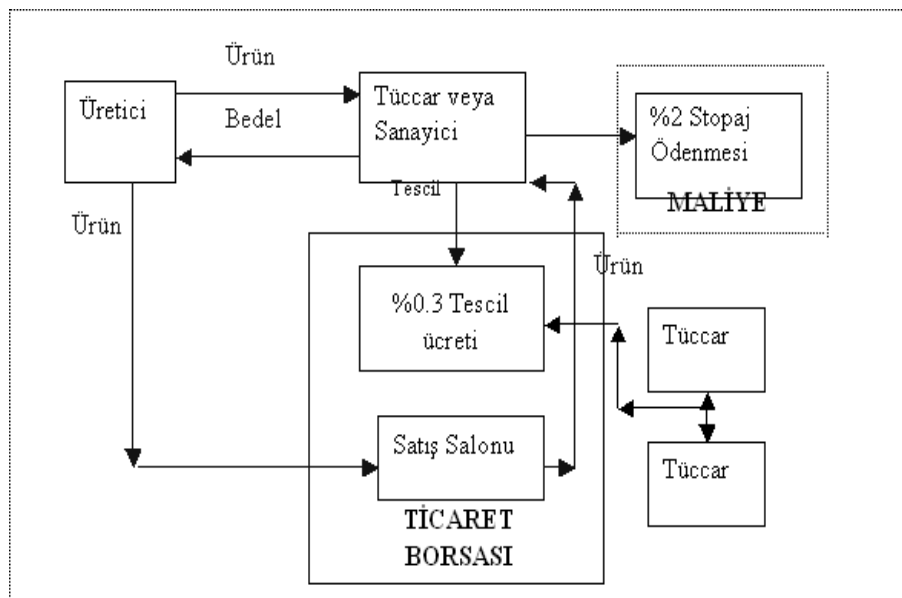 Ürün
Üretici
Bedel
Tüccar veya
Sanayici
%2 Stopaj
Ödenmesi
MALİYE
Tescil
Ürün
Ürün
%0.3 Tescil
ücreti
Tüccar
Satış Salonu
Tüccar
TİCARET
BORSASI